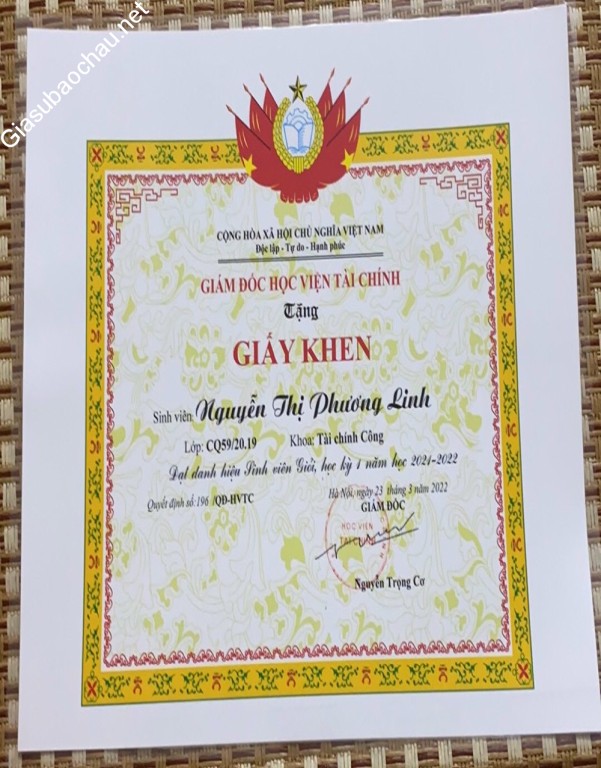 Giasubaochau.net
CỘNG HÒA XÃ HỘI CHỦ NGHĨA VIỆT NAM
Độc lập - Tự do - Hạnh phúc
GIÁM ĐỐC HỌC VIỆN TÀI CHÍNH
Tặng
GIẤY KHEN
Sinh viên: Nguyễn Thị Phương Linh
Lớp: CQ59/20.19 Khoa: Tài chính Công
Đạt danh hiệu Sinh viên Giỏi, học kỳ 1 năm học 2021-2022
Quyết định số: 196 /QĐ-HVTC
Hà Nội, ngày 23 tháng 3 năm 2022
GIÁM ĐỐC
HỌC VIỆN
Nguyễn Trọng Cơ